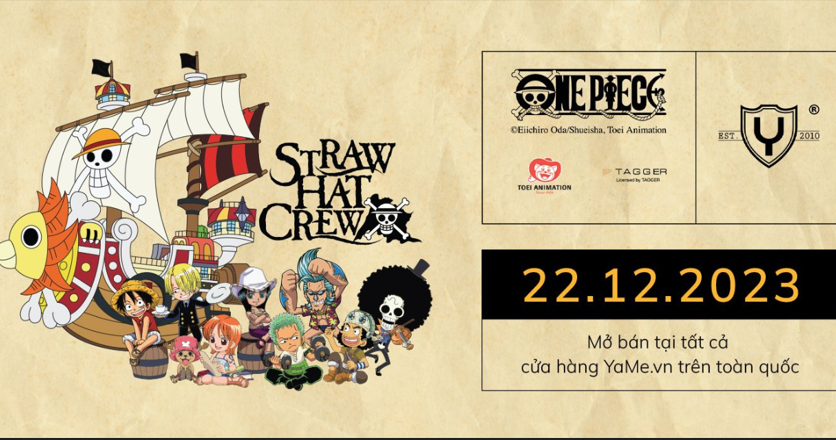 STRAW
HAT
CREW
ONE PIECE
©Eiichiro Oda/Shueisha, Toei Animation
TOEI ANIMATION
TAGGER
Licensed by TAGGER
EST.
Y
2010
®
22.12.2023
Mở bán tại tất cả
cửa hàng YaMe.vn trên toàn quốc